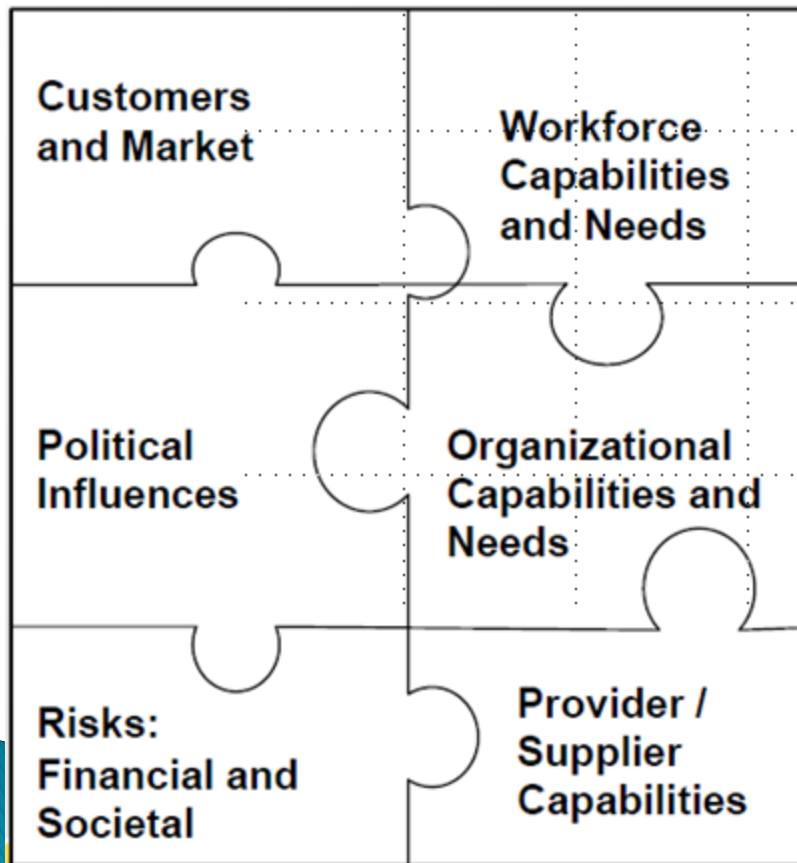 Customers
and Market
Workforce
Capabilities
and Needs
Political
Influences
Organizational
Capabilities and
Needs
Risks:
Financial and
Societal
Provider /
Supplier
Capabilities